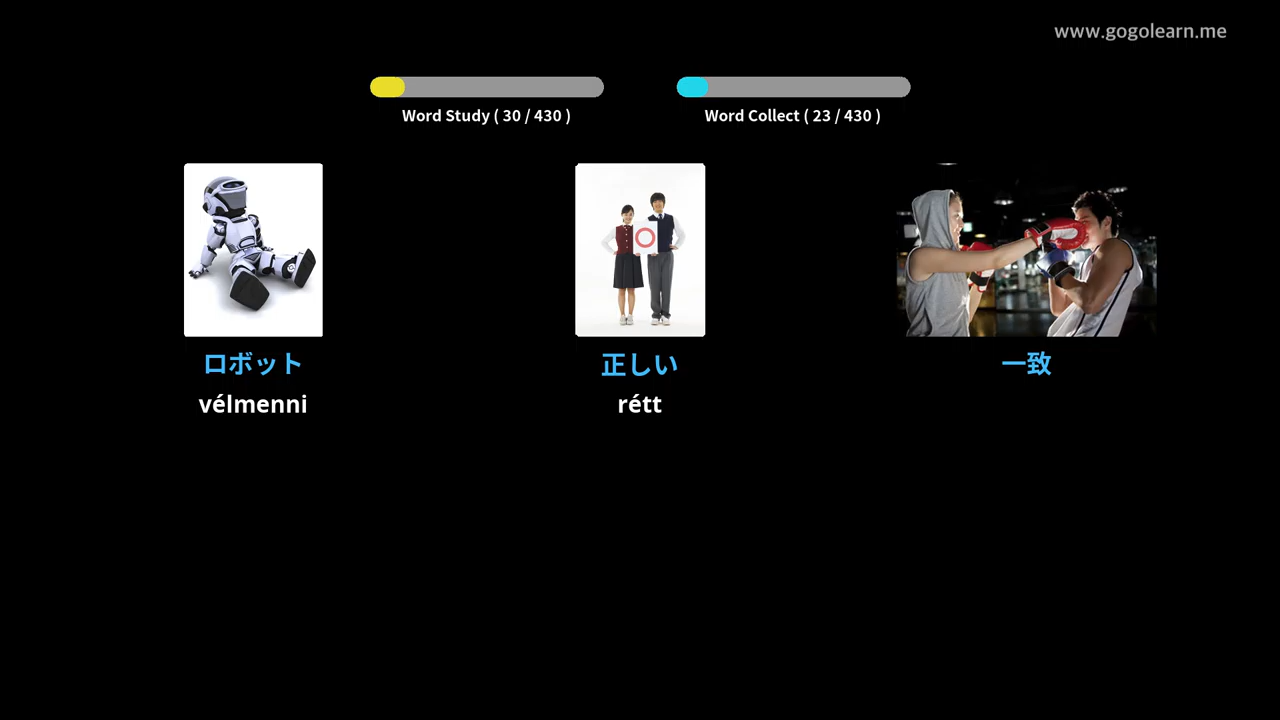 www.gogolearn.me
Word Study ( 30 / 430 )
Word Collect ( 23 / 430 )
ロボット
vélmenni
正しい
rétt
一致